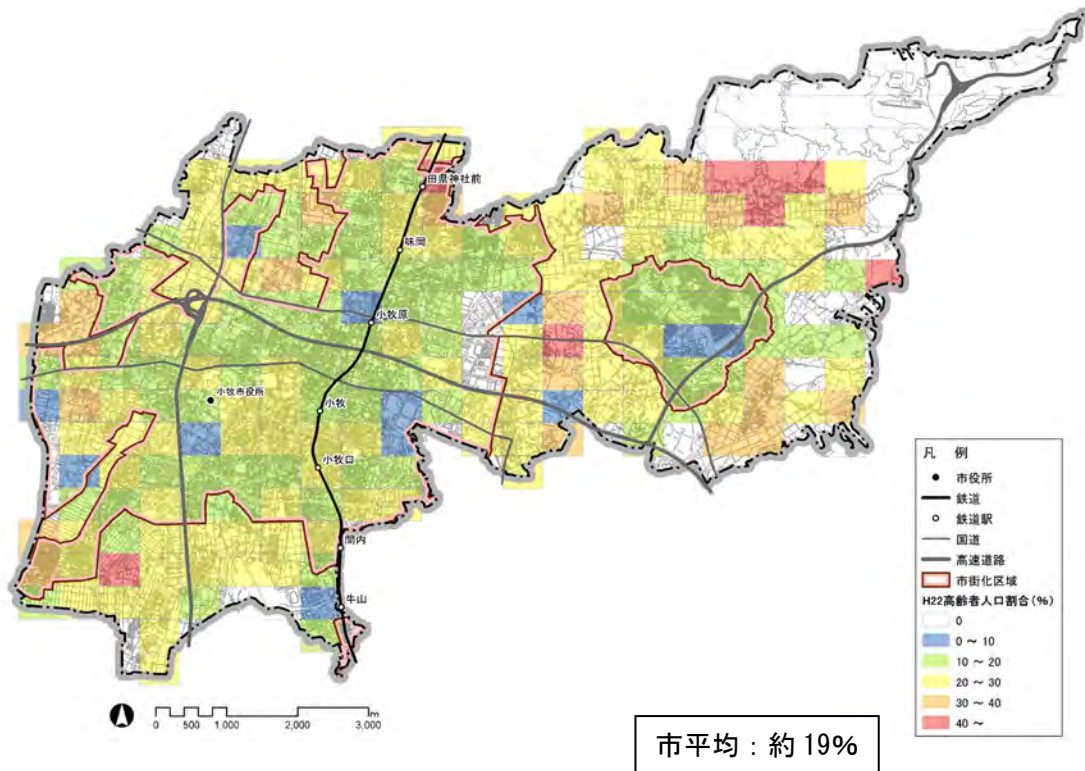 田県神社前
味岡
小牧原
小牧市役所
小牧
小牧口
間内
牛山
凡 例
市役所
鉄道
鉄道駅
国道
高速道路
市街化区域
H22高齢者人口割合(%)
0
0 ~ 10
10 ~ 20
20 ~ 30
30 ~ 40
40 ~
0 500 1,000 2,000 3,000 m
市平均:約19%